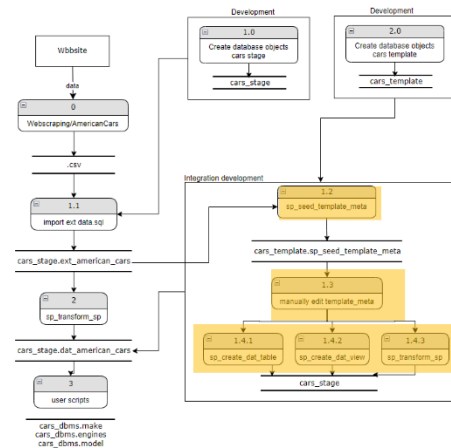 Wbbsite
data
0
Webscraping/AmericanCars
.csv
1.1
import ext data.sql
cars_stage.ext_american_cars
2
sp_transform_sp
cars_stage.dat_american_cars
3
user scripts
cars_dbms.make
cars_dbms.engines
cars_dbms.model
Development
1.0
Create database objects
cars stage
cars_stage
Development
2.0
Create database objects
cars template
cars_template
Integration development
1.2
sp_seed_template_meta
cars_template.sp_seed_template_meta
1.3
manually edit template_meta
1.4.1
sp_create_dat_table
1.4.2
sp_create_dat_view
1.4.3
sp_transform_sp
cars_stage